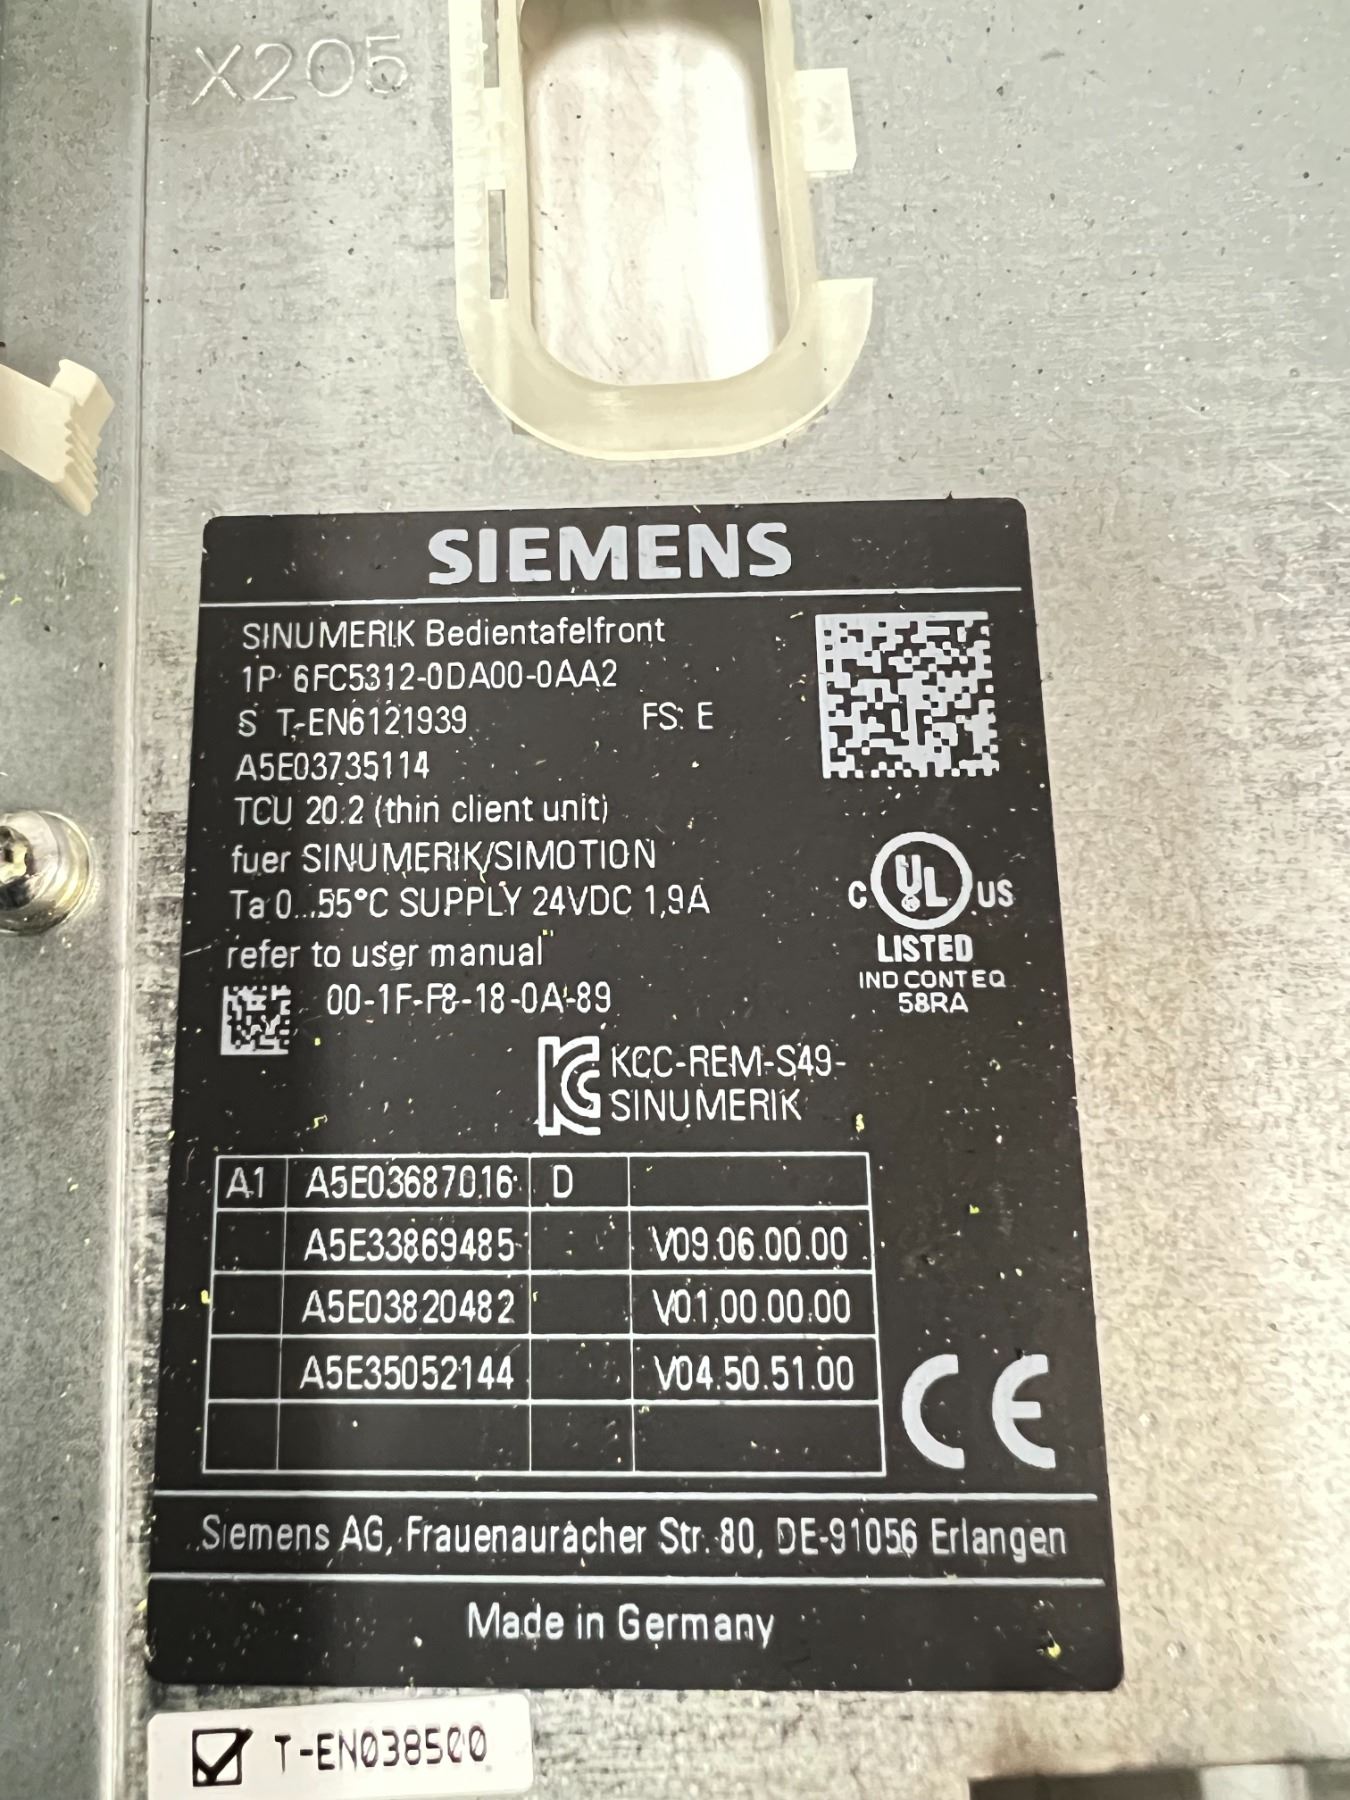 X205
SIEMENS
SINUMERIK Bedientafelfront
1P 6FC5312-0DA00-0AA2
S T-EN6121939 FS: E
A5E03735114
TCU 20.2 (thin client unit)
fuer SINUMERIK/SIMOTION
Ta 0...55°C SUPPLY 24VDC 1,9A
refer to user manual
00-1F-F8-18-0A-89
C UL US
LISTED
IND CONT EQ
58RA
KCC-REM-S49-
SINUMERIK
A1 A5E03687016 D
A5E33869485 V09.06.00.00
A5E03820482 V01.00.00.00
A5E35052144 V04.50.51.00
CE
Siemens AG, Frauenauracher Str. 80, DE-91056 Erlangen
Made in Germany
T-EN038500